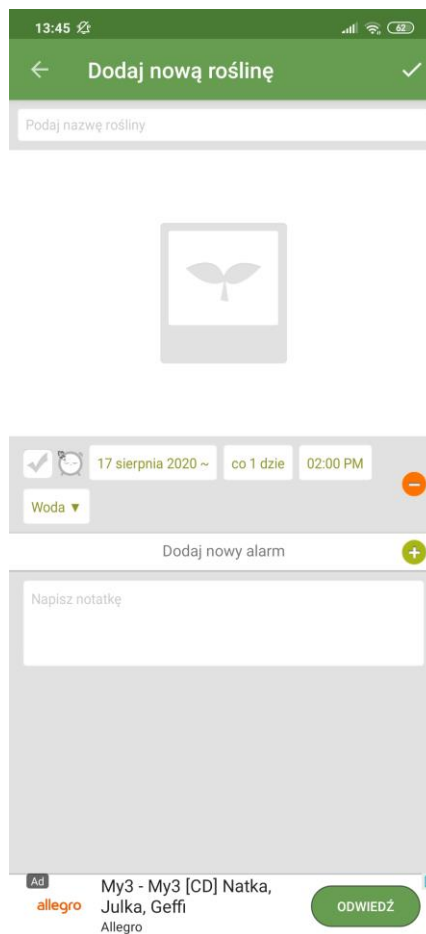 13:45 62
Dodaj nową roślinę
Podaj nazwę rośliny
17 sierpnia 2020 ~ co 1 dzie 02:00 PM
Woda ▼
Dodaj nowy alarm
Napisz notatkę
Ad
allegro
My3 - My3 [CD] Natka,
Julka, Geffi
Allegro
ODWIEDŹ